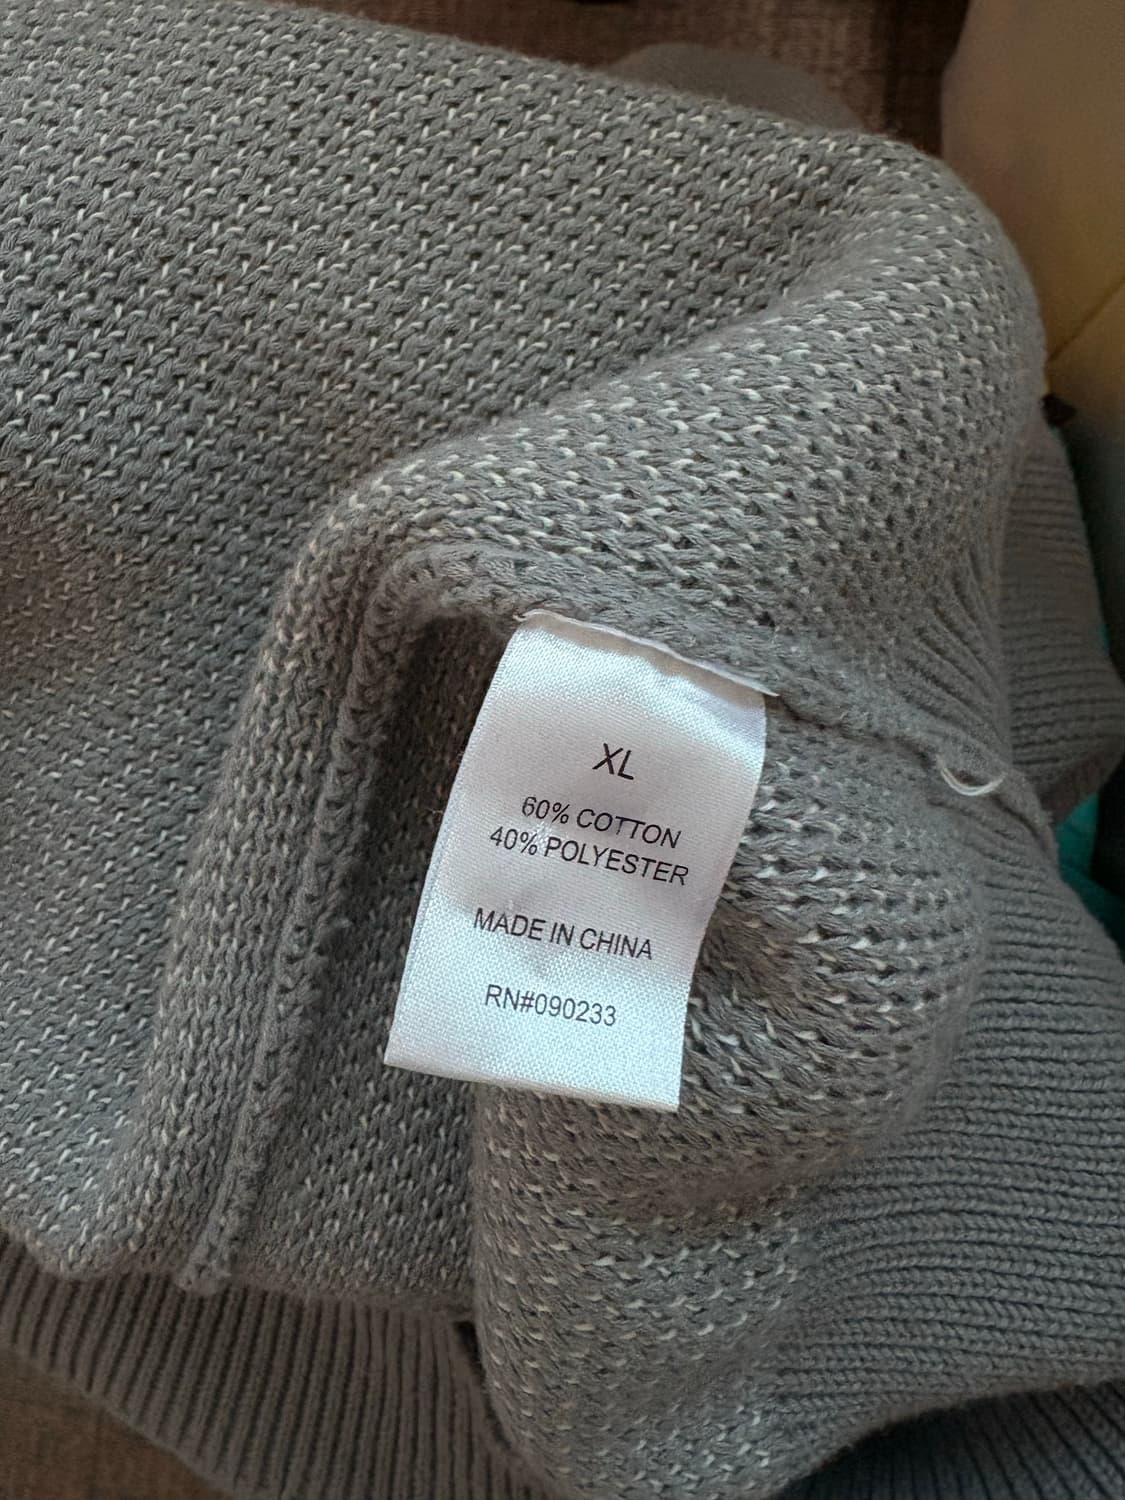 XL
60% COTTON
40% POLYESTER
MADE IN CHINA
RN#090233